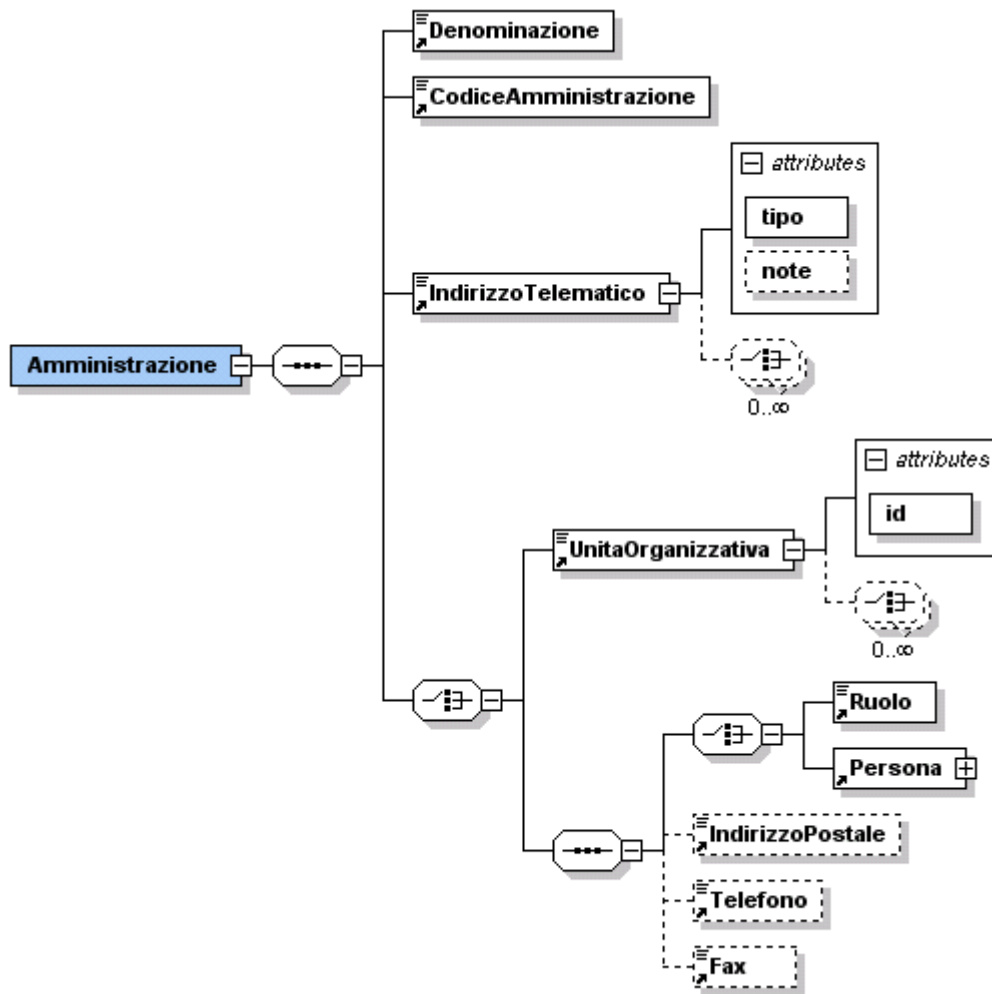 Denominazione
CodiceAmministrazione
attributes
tipo
note
IndirizzoTelematico
0..∞
Amministrazione
attributes
id
UnitaOrganizzativa
0..∞
Ruolo
Persona
IndirizzoPostale
Telefono
Fax